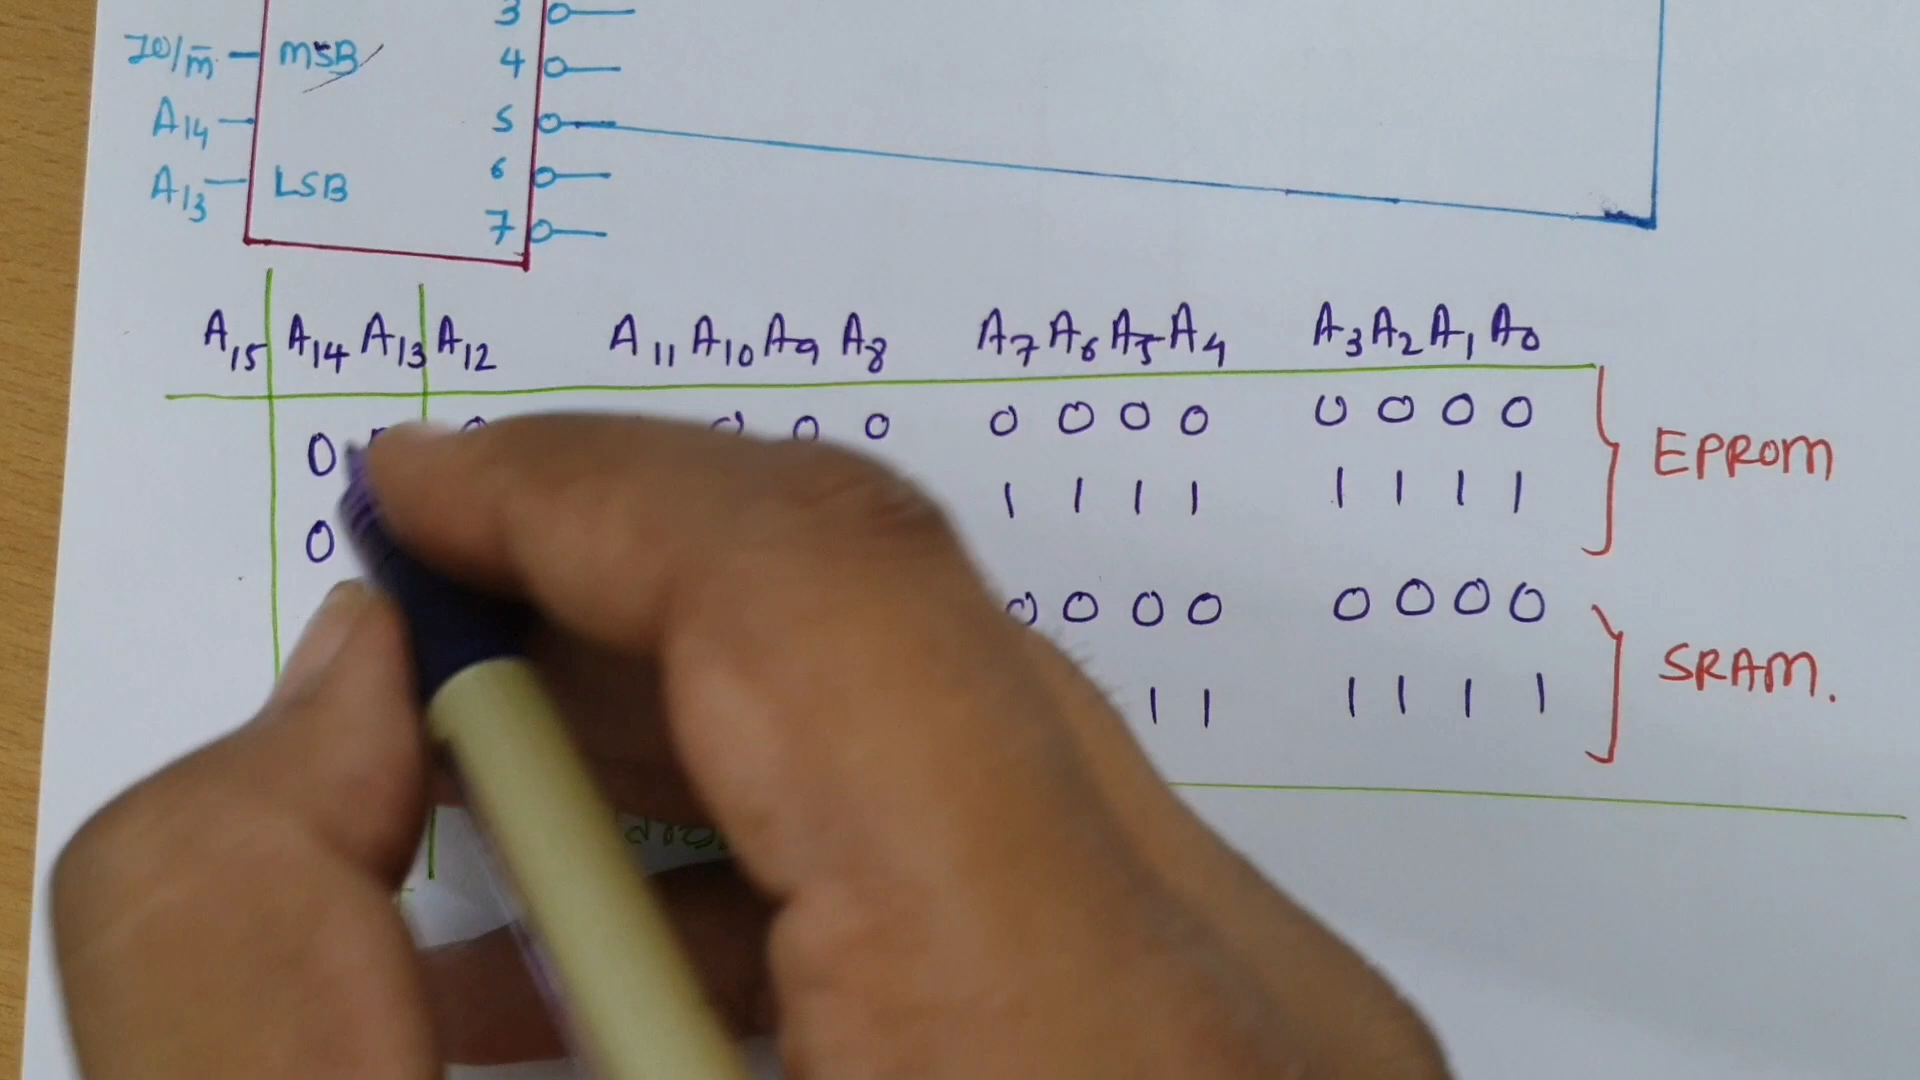 3
IO/m̅ MSB 4
A14 5
A13 LSB 6
7
A15 A14 A13 A12 A11 A10 A9 A8 A7 A6 A5 A4 A3 A2 A1 A0
0 0 0 0 0 0 0 0 0 0 0
0 1 1 1 1 1 1 1 1
EPROM
0 0 0 0 0 0 0 0
1 1 1 1 1 1
SRAM.